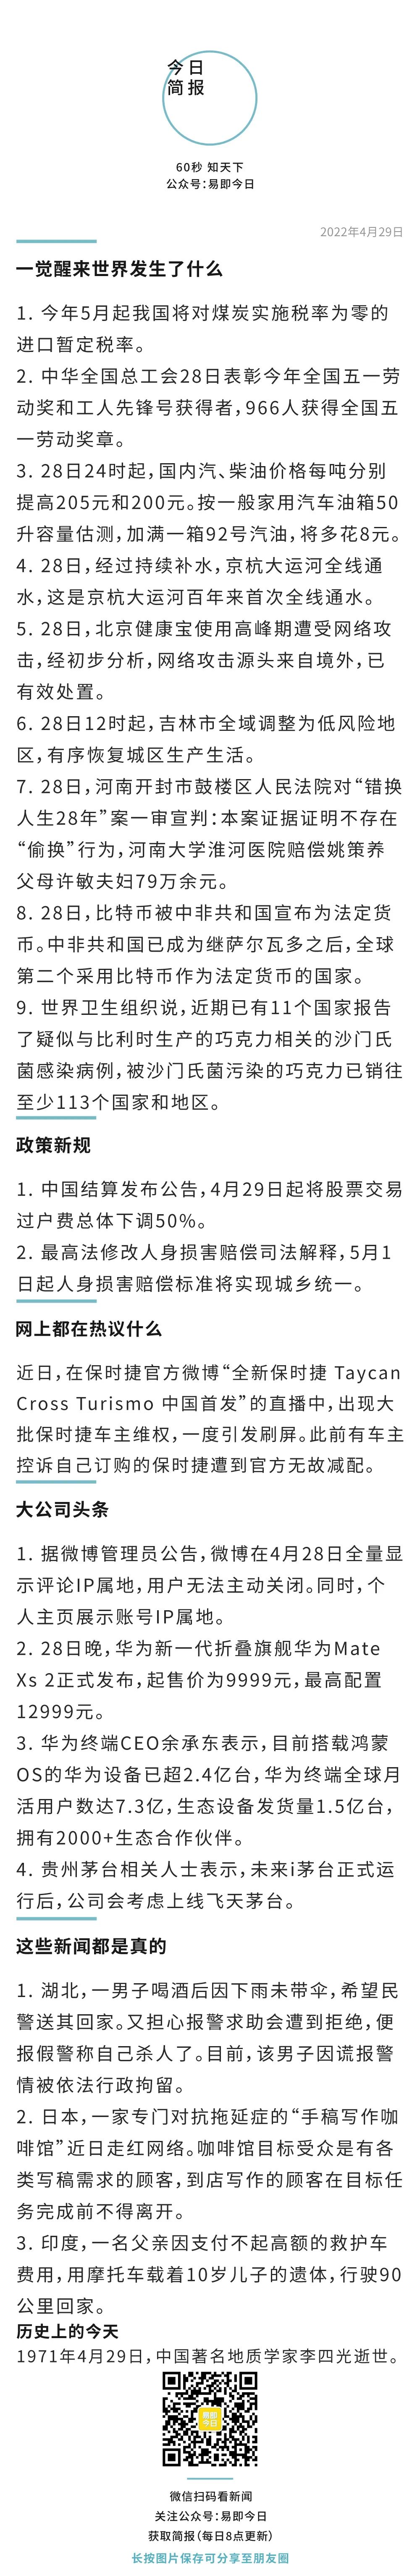 今日
简报
60秒 知天下
公众号：易即今日
2022年4月29日
一觉醒来世界发生了什么
1. 今年5月起我国将对煤炭实施税率为零的
进口暂定税率。
2. 中华全国总工会28日表彰今年全国五一劳
动奖和工人先锋号获得者，966人获得全国五
一劳动奖章。
3. 28日24时起，国内汽、柴油价格每吨分别
提高205元和200元。按一般家用汽车油箱50
升容量估测，加满一箱92号汽油，将多花8元。
4. 28日，经过持续补水，京杭大运河全线通
水，这是京杭大运河百年来首次全线通水。
5. 28日，北京健康宝使用高峰期遭受网络攻
击，经初步分析，网络攻击源头来自境外，已
有效处置。
6. 28日12时起，吉林市全域调整为低风险地
区，有序恢复城区生产生活。
7. 28日，河南开封市鼓楼区人民法院对“错换
人生28年”案一审宣判：本案证据证明不存在
“偷换”行为，河南大学淮河医院赔偿姚策养
父母许敏夫妇79万余元。
8. 28日，比特币被中非共和国宣布为法定货
币。中非共和国已成为继萨尔瓦多之后，全球
第二个采用比特币作为法定货币的国家。
9. 世界卫生组织说，近期已有11个国家报告
了疑似与比利时生产的巧克力相关的沙门氏
菌感染病例，被沙门氏菌污染的巧克力已销往
至少113个国家和地区。
政策新规
1. 中国结算发布公告，4月29日起将股票交易
过户费总体下调50%。
2. 最高法修改人身损害赔偿司法解释，5月1
日起人身损害赔偿标准将实现城乡统一。
网上都在热议什么
近日，在保时捷官方微博“全新保时捷 Taycan
Cross Turismo 中国首发”的直播中，出现大
批保时捷车主维权，一度引发刷屏。此前有车主
控诉自己订购的保时捷遭到官方无故减配。
大公司头条
1. 据微博管理员公告，微博在4月28日全量显
示评论IP属地，用户无法主动关闭。同时，个
人主页展示账号IP属地。
2. 28日晚，华为新一代折叠旗舰华为Mate
Xs 2正式发布，起售价为9999元，最高配置
12999元。
3. 华为终端CEO余承东表示，目前搭载鸿蒙
OS的华为设备已超2.4亿台，华为终端全球月
活用户数达7.3亿，生态设备发货量1.5亿台，
拥有2000+生态合作伙伴。
4. 贵州茅台相关人士表示，未来i茅台正式运
行后，公司会考虑上线飞天茅台。
这些新闻都是真的
1. 湖北，一男子喝酒后因下雨未带伞，希望民
警送其回家。又担心报警求助会遭到拒绝，便
报假警称自己杀人了。目前，该男子因谎报警
情被依法行政拘留。
2. 日本，一家专门对抗拖延症的“手稿写作咖
啡馆”近日走红网络。咖啡馆目标受众是有各
类写稿需求的顾客，到店写作的顾客在目标任
务完成前不得离开。
3. 印度，一名父亲因支付不起高额的救护车
费用，用摩托车载着10岁儿子的遗体，行驶90
公里回家。
历史上的今天
1971年4月29日，中国著名地质学家李四光逝世。
易即
今日
微信扫码看新闻
关注公众号：易即今日
获取简报（每日8点更新）
长按图片保存可分享至朋友圈